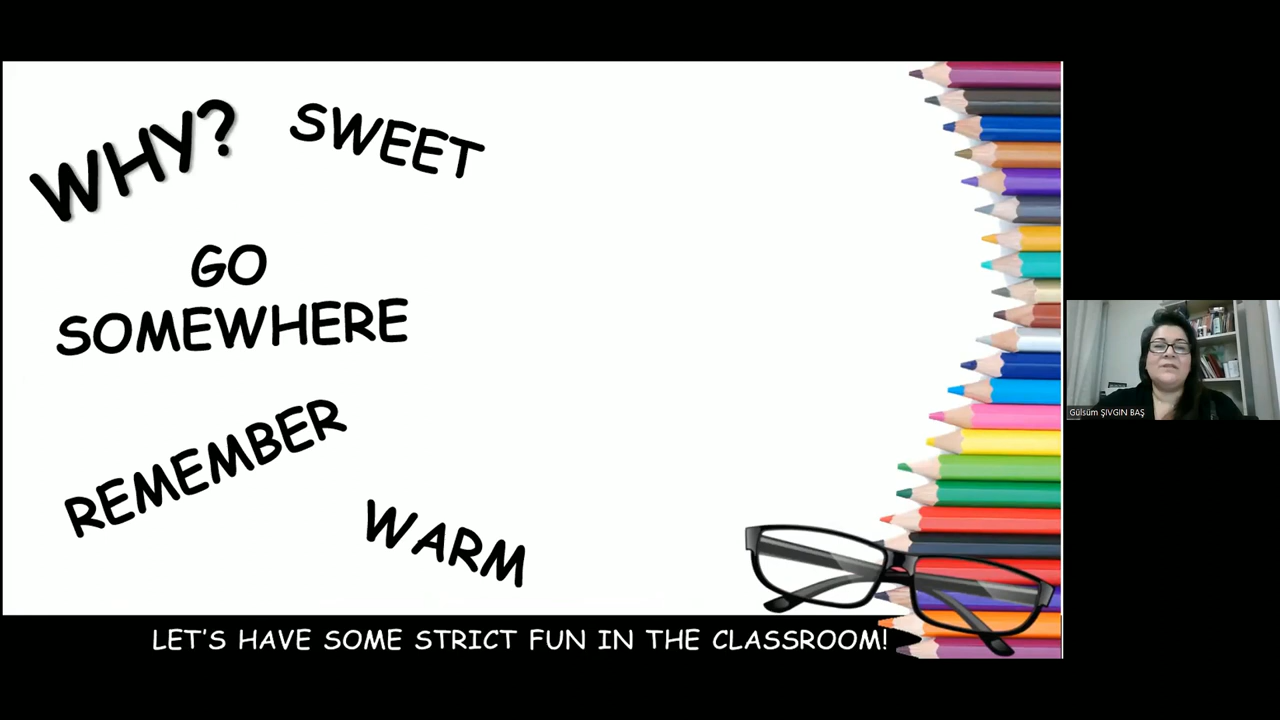 WHY?
SWEET
GO
SOMEWHERE
REMEMBER
WARM
LET'S HAVE SOME STRICT FUN IN THE CLASSROOM!
Gülsüm ŞIVGIN BAŞ